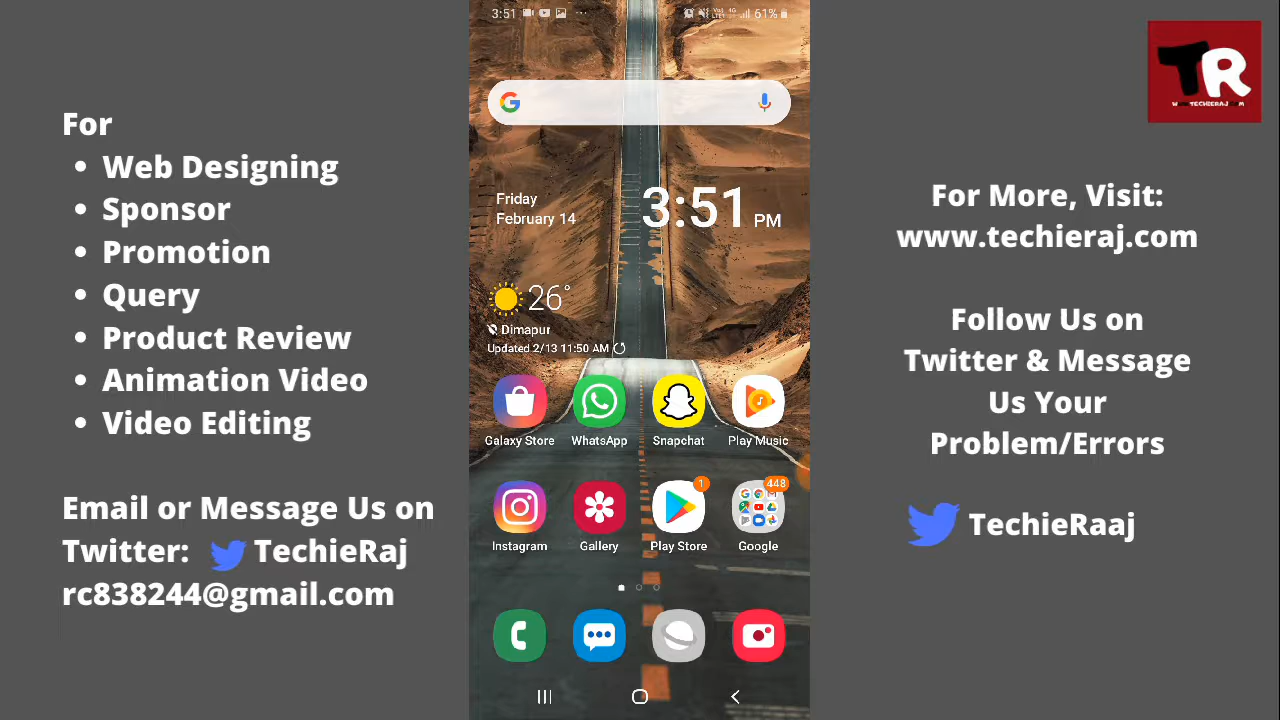 For
• Web Designing
• Sponsor
• Promotion
• Query
• Product Review
• Animation Video
• Video Editing
Email or Message Us on
Twitter: TechieRaj
rc838244@gmail.com
3:51
61%
Friday
February 14
3:51 PM
26°
Dimapur
Updated 2/13 11:50 AM
Galaxy Store WhatsApp Snapchat Play Music
1 448
Instagram Gallery Play Store Google
TR
WWW.TECHIERAJ.COM
For More, Visit:
www.techieraj.com
Follow Us on
Twitter & Message
Us Your
Problem/Errors
TechieRaaj